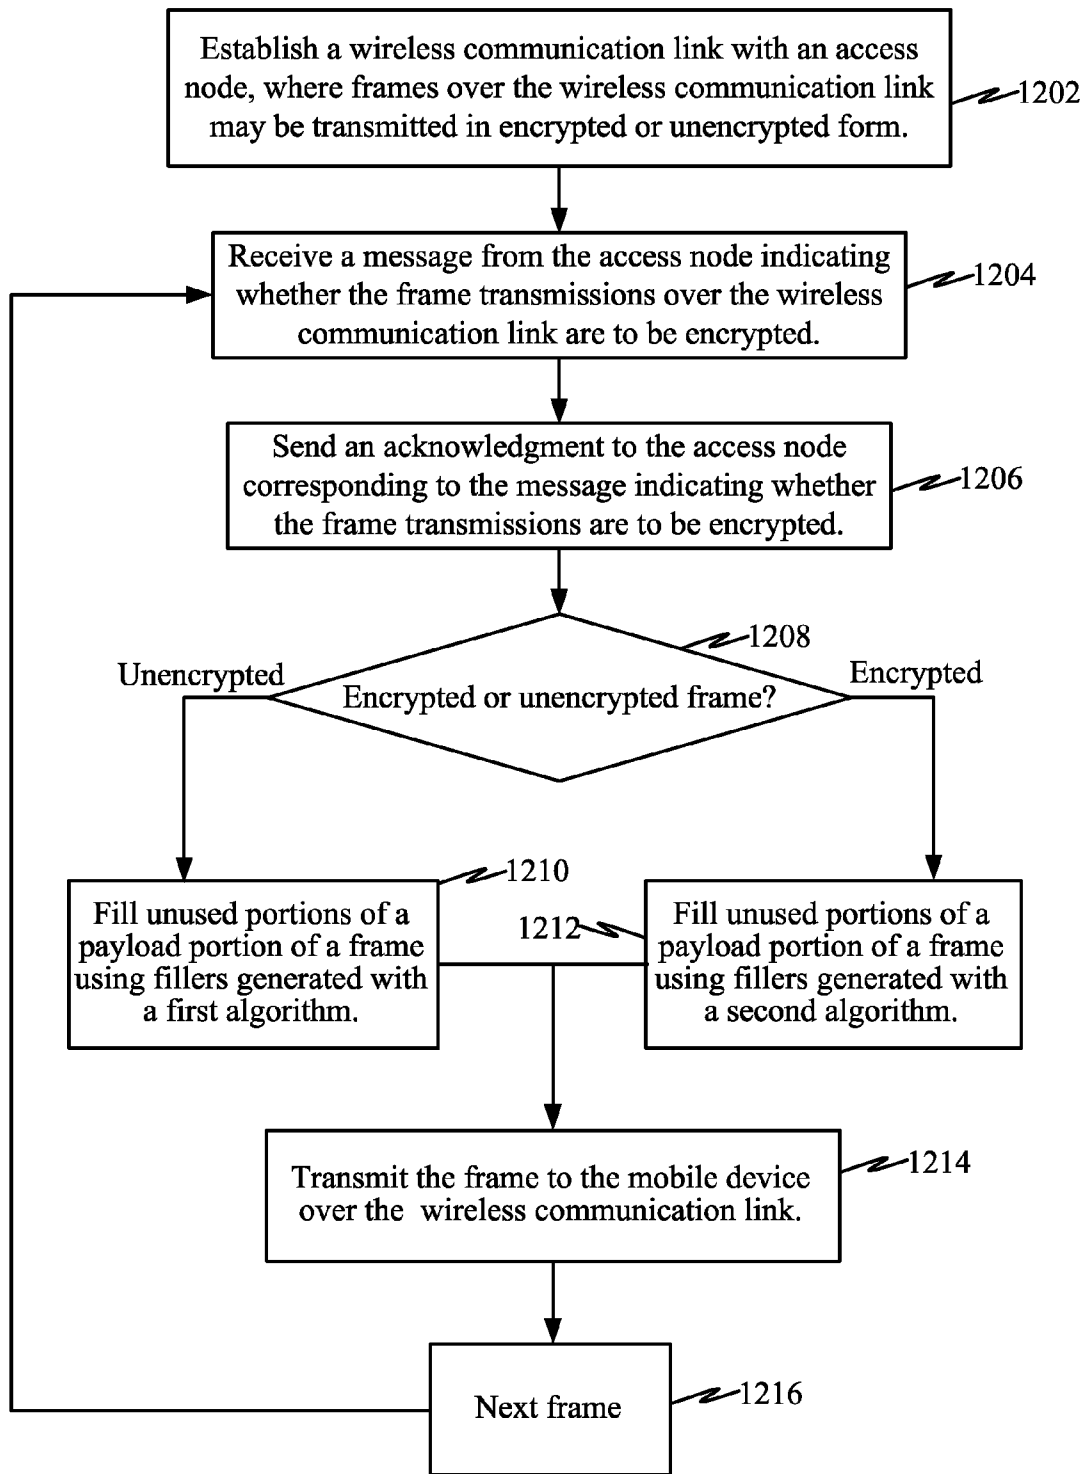 Establish a wireless communication link with an access
node, where frames over the wireless communication link
may be transmitted in encrypted or unencrypted form.
1202
Receive a message from the access node indicating
whether the frame transmissions over the wireless
communication link are to be encrypted.
1204
Send an acknowledgment to the access node
corresponding to the message indicating whether
the frame transmissions are to be encrypted.
1206
1208
Unencrypted
Encrypted or unencrypted frame?
Encrypted
1210
Fill unused portions of a
payload portion of a frame
using fillers generated with
a first algorithm.
1212
Fill unused portions of a
payload portion of a frame
using fillers generated with
a second algorithm.
Transmit the frame to the mobile device
over the wireless communication link.
1214
Next frame
1216